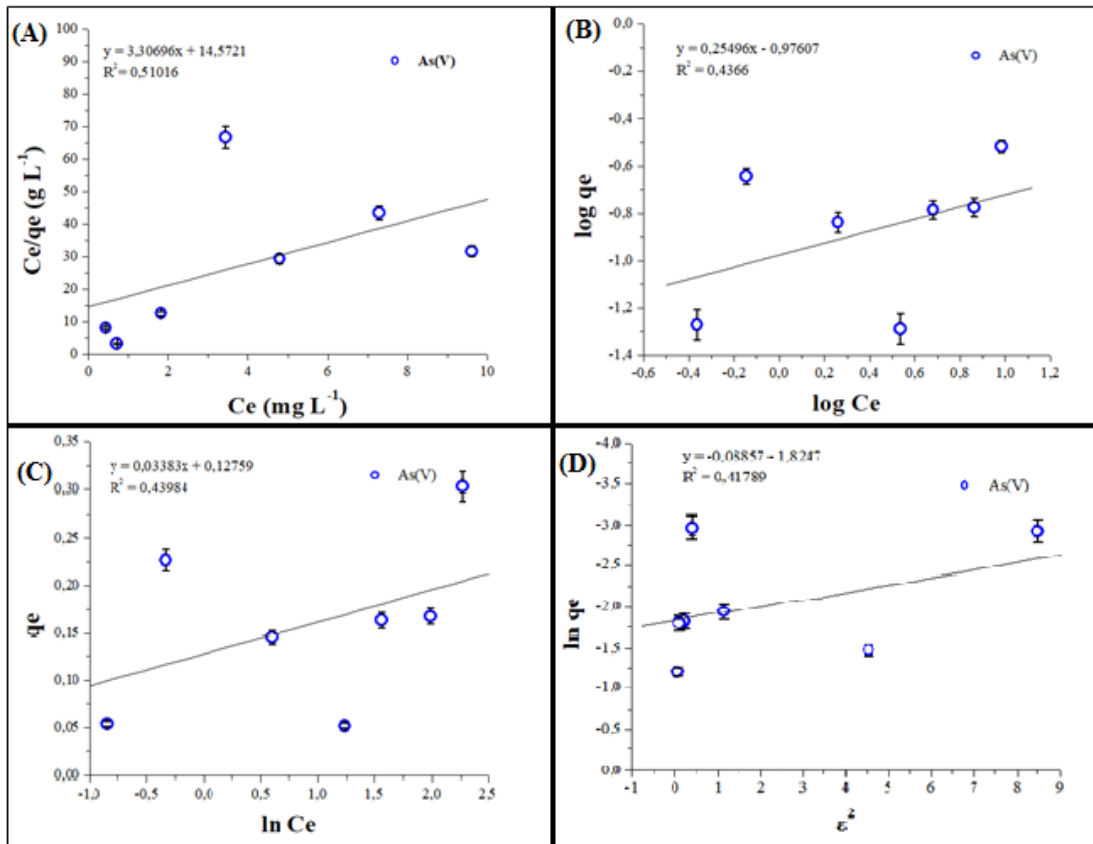 (A)
y = 3,30696x + 14,5721
R² = 0,51016
As(V)
Ce/qe (g L⁻¹)
100
90
80
70
60
50
40
30
20
10
0
0 2 4 6 8 10
Ce (mg L⁻¹)
(B)
y = 0,25496x - 0,97607
R² = 0,4366
As(V)
log qe
0,0
-0,2
-0,4
-0,6
-0,8
-1,0
-1,2
-1,4
-0,6 -0,4 -0,2 0,0 0,2 0,4 0,6 0,8 1,0 1,2
log Ce
(C)
y = 0,03383x + 0,12759
R² = 0,43984
As(V)
qe
0,35
0,30
0,25
0,20
0,15
0,10
0,05
0,00
-1,0 -0,5 0,0 0,5 1,0 1,5 2,0 2,5
ln Ce
(D)
y = -0,08857 - 1,8247
R² = 0,41789
As(V)
ln qe
-4,0
-3,5
-3,0
-2,5
-2,0
-1,5
-1,0
-0,5
0,0
-1 0 1 2 3 4 5 6 7 8 9
ε²